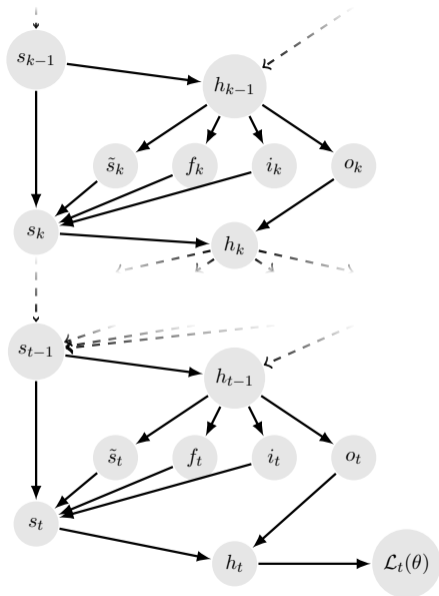 s_{k−1}
h_{k−1}
s̃_k f_k i_k o_k
s_k
h_k
s_{t−1}
h_{t−1}
s̃_t f_t i_t o_t
s_t
h_t ℒ_t(θ)